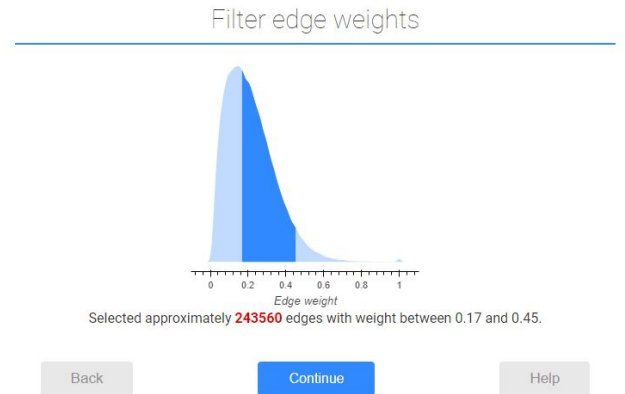 Filter edge weights
0 0.2 0.4 0.6 0.8 1
Edge weight
Selected approximately 243560 edges with weight between 0.17 and 0.45.
Back Continue Help